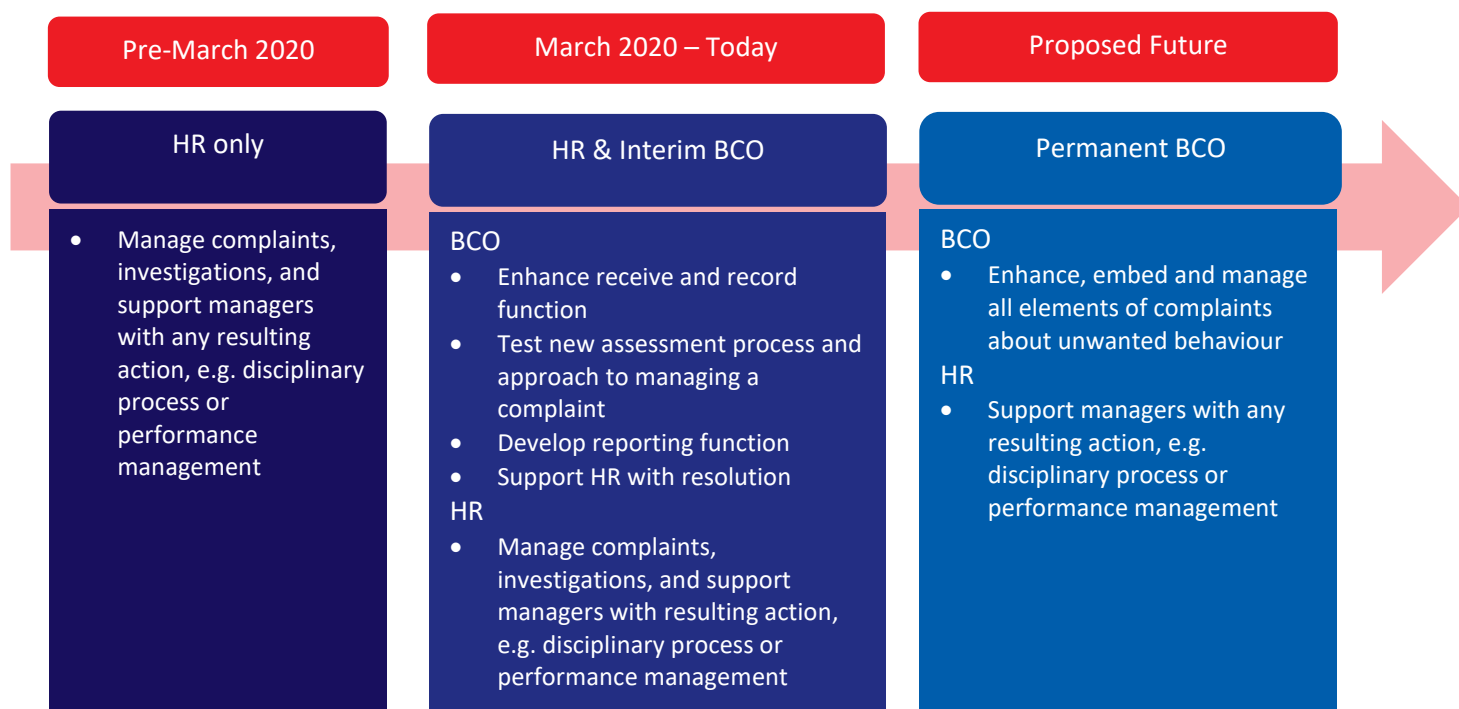 Pre-March 2020
March 2020 – Today
Proposed Future
HR only
HR & Interim BCO
Permanent BCO
• Manage complaints,
investigations, and
support managers
with any resulting
action, e.g. disciplinary
process or
performance
management
BCO
• Enhance receive and record
function
• Test new assessment process and
approach to managing a
complaint
• Develop reporting function
• Support HR with resolution
HR
• Manage complaints,
investigations, and support
managers with resulting action,
e.g. disciplinary process or
performance management
BCO
• Enhance, embed and manage
all elements of complaints
about unwanted behaviour
HR
• Support managers with any
resulting action, e.g.
disciplinary process or
performance management